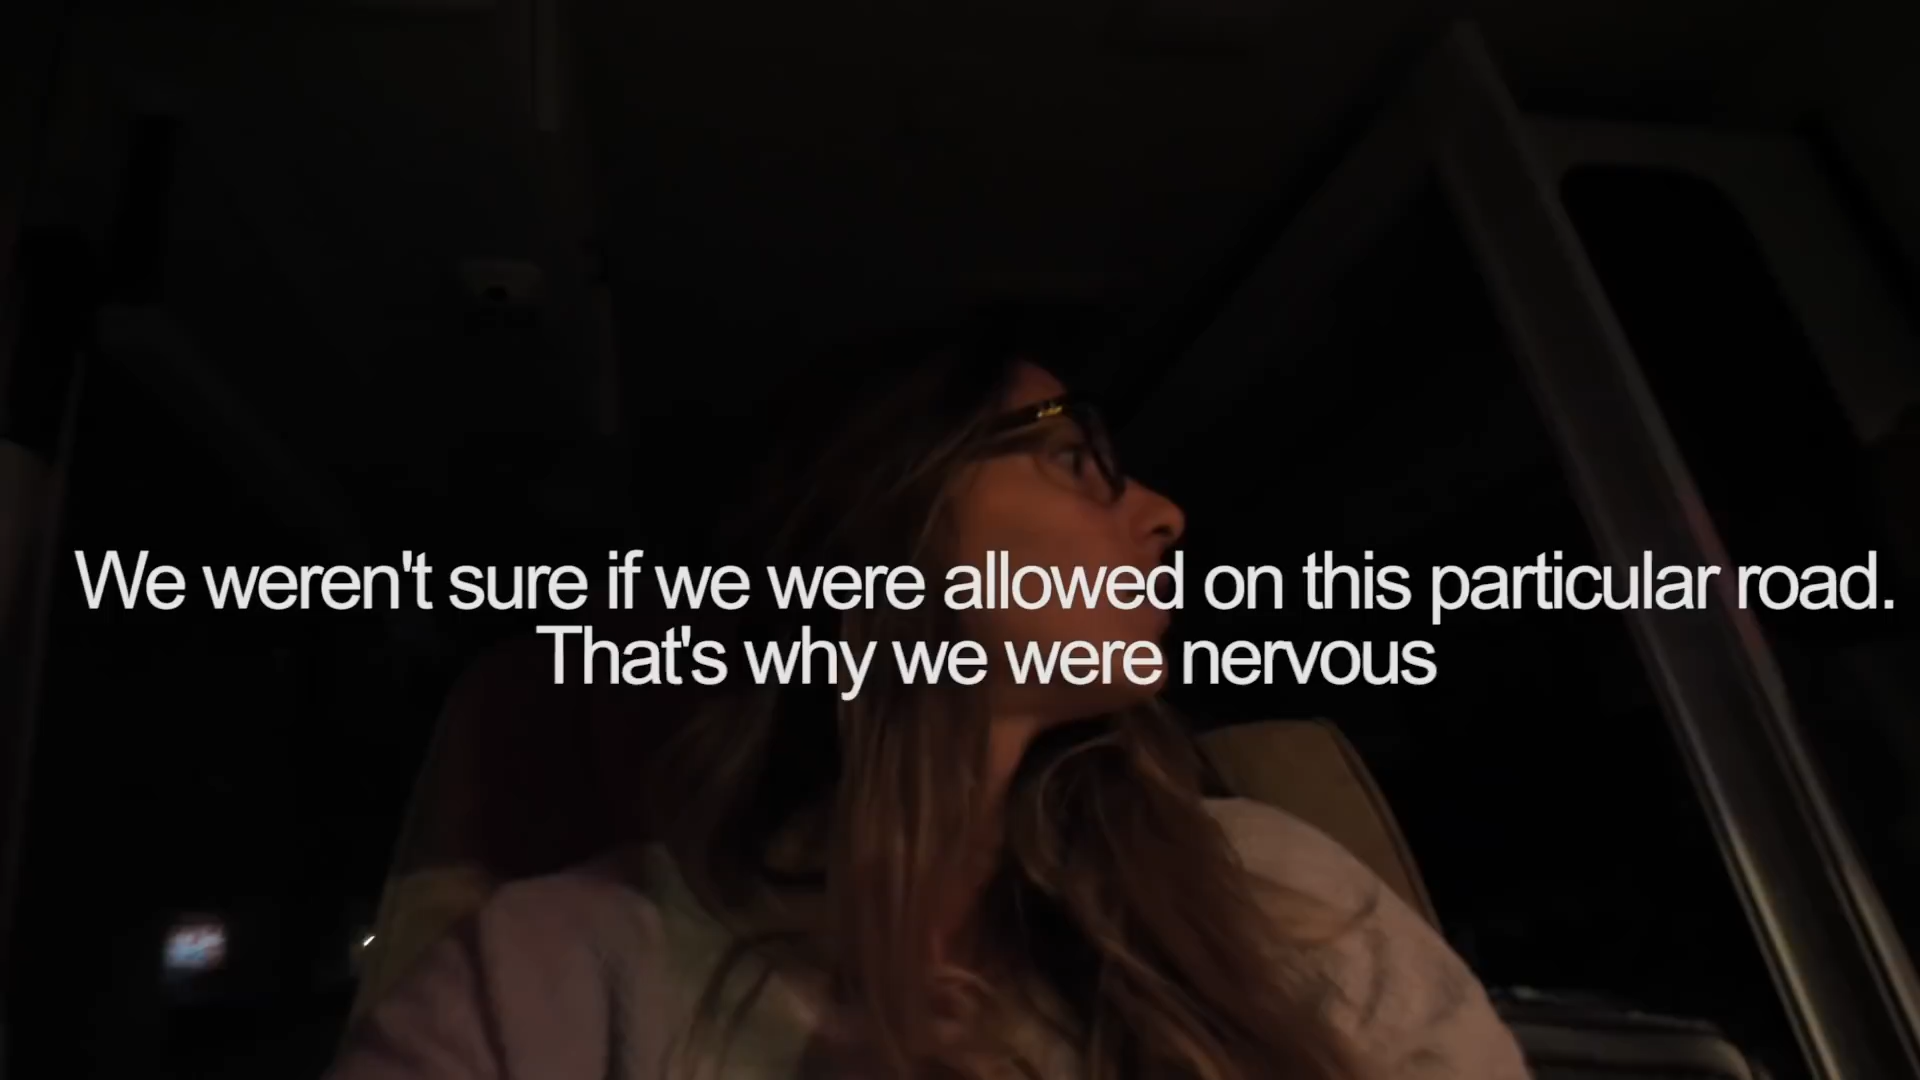 We weren't sure if we were allowed on this particular road.
That's why we were nervous